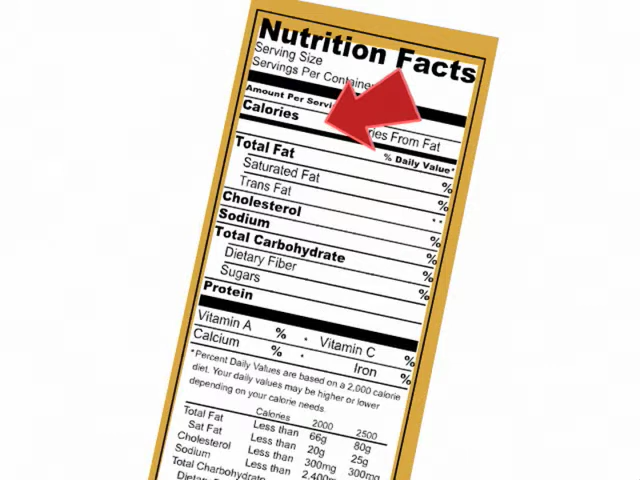 Nutrition Facts
Serving Size
Servings Per Container
Amount Per
Calories
From Fat
% Daily Value*
Total Fat %
Saturated Fat %
Trans Fat
Cholesterol %
Sodium %
Total Carbohydrate %
Dietary Fiber %
Sugars
Protein
Vitamin A % • Vitamin C %
Calcium % • Iron %
*Percent Daily Values are based on a 2,000 calorie
diet. Your daily values may be higher or lower
depending on your calorie needs.
Calories 2000 2500
Total Fat Less than 66g 80g
Sat Fat Less than 20g 25g
Cholesterol Less than 300mg 300mg
Sodium Less than
Total Charbohydrate